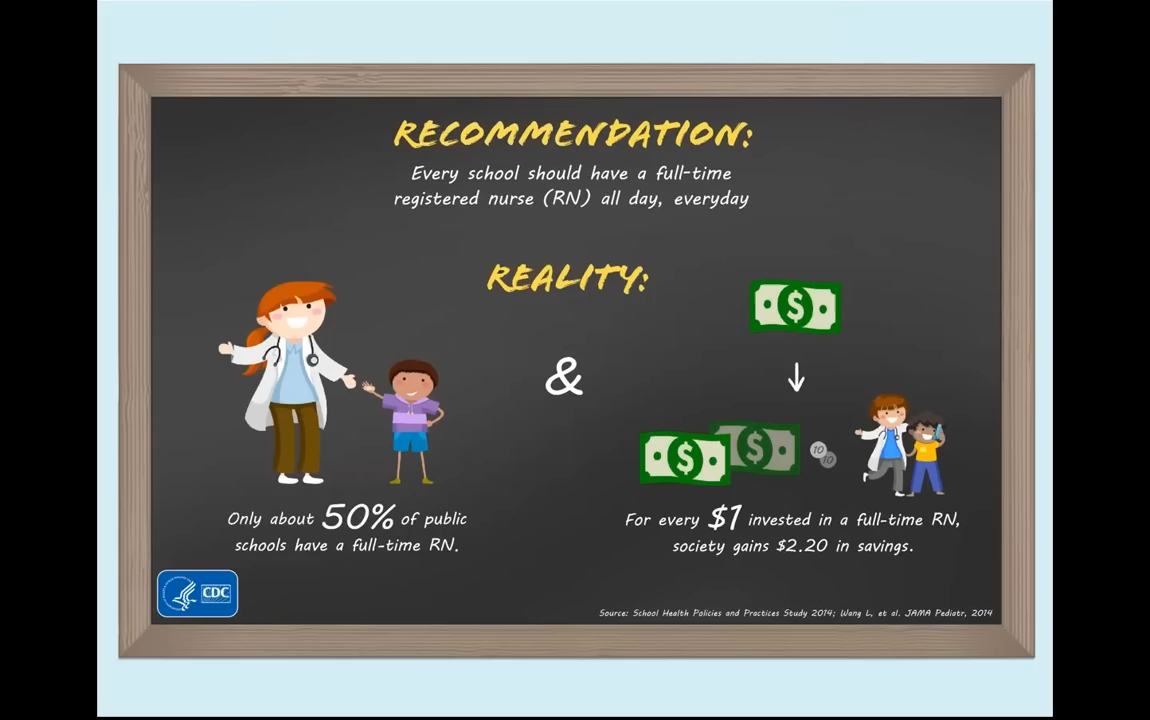 RECOMMENDATION:
Every school should have a full-time
registered nurse (RN) all day, everyday
REALITY:
$
&
$ $ 10 10
Only about 50% of public
schools have a full-time RN.
For every $1 invested in a full-time RN,
society gains $2.20 in savings.
CDC
Source: School Health Policies and Practices Study 2014; Wang L, et al. JAMA Pediatr, 2014